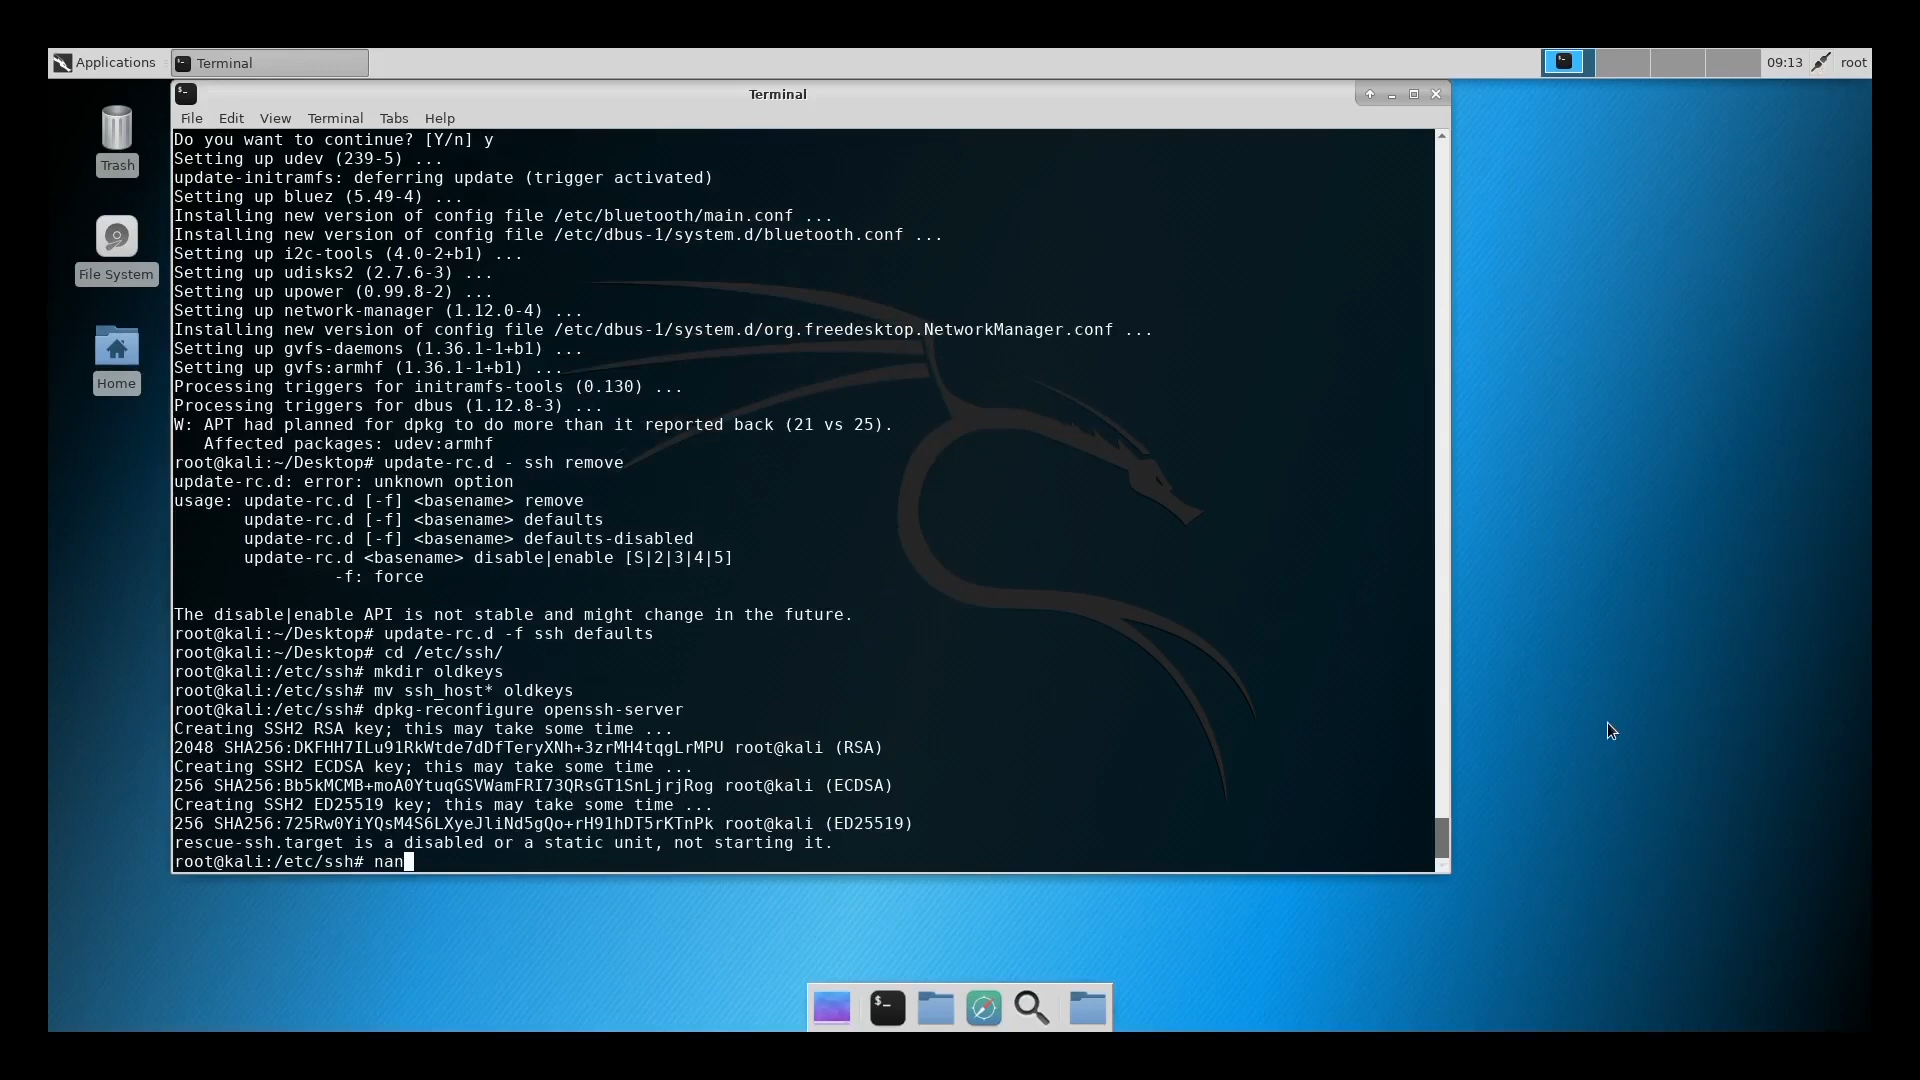 Applications
Terminal
09:13
root
Terminal
File Edit View Terminal Tabs Help
Trash
File System
Home
Do you want to continue? [Y/n] y
Setting up udev (239-5) ...
update-initramfs: deferring update (trigger activated)
Setting up bluez (5.49-4) ...
Installing new version of config file /etc/bluetooth/main.conf ...
Installing new version of config file /etc/dbus-1/system.d/bluetooth.conf ...
Setting up i2c-tools (4.0-2+b1) ...
Setting up udisks2 (2.7.6-3) ...
Setting up upower (0.99.8-2) ...
Setting up network-manager (1.12.0-4) ...
Installing new version of config file /etc/dbus-1/system.d/org.freedesktop.NetworkManager.conf ...
Setting up gvfs-daemons (1.36.1-1+b1) ...
Setting up gvfs:armhf (1.36.1-1+b1) ...
Processing triggers for initramfs-tools (0.130) ...
Processing triggers for dbus (1.12.8-3) ...
W: APT had planned for dpkg to do more than it reported back (21 vs 25).
   Affected packages: udev:armhf
root@kali:~/Desktop# update-rc.d - ssh remove
update-rc.d: error: unknown option
usage: update-rc.d [-f] <basename> remove
       update-rc.d [-f] <basename> defaults
       update-rc.d [-f] <basename> defaults-disabled
       update-rc.d <basename> disable|enable [S|2|3|4|5]
                -f: force
The disable|enable API is not stable and might change in the future.
root@kali:~/Desktop# update-rc.d -f ssh defaults
root@kali:~/Desktop# cd /etc/ssh/
root@kali:/etc/ssh# mkdir oldkeys
root@kali:/etc/ssh# mv ssh_host* oldkeys
root@kali:/etc/ssh# dpkg-reconfigure openssh-server
Creating SSH2 RSA key; this may take some time ...
2048 SHA256:DKFHH7ILu91RkWtde7dDfTeryXNh+3zrMH4tqgLrMPU root@kali (RSA)
Creating SSH2 ECDSA key; this may take some time ...
256 SHA256:Bb5kMCMB+moA0YtuqGSVWamFRI73QRsGT1SnLjrjRog root@kali (ECDSA)
Creating SSH2 ED25519 key; this may take some time ...
256 SHA256:725Rw0YiYQsM4S6LXyeJliNd5gQo+rH91hDT5rKTnPk root@kali (ED25519)
rescue-ssh.target is a disabled or a static unit, not starting it.
root@kali:/etc/ssh# nan